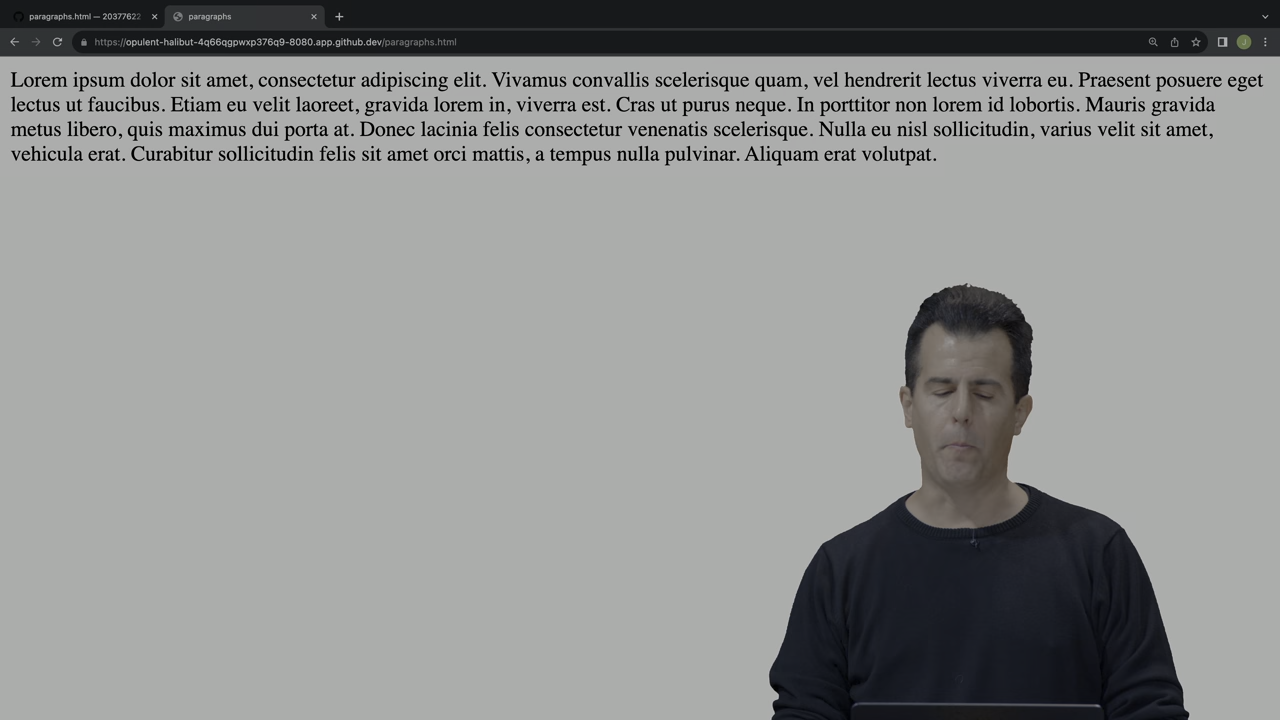 paragraphs.html — 20377622
paragraphs
https://opulent-halibut-4q66qgpwxp376q9-8080.app.github.dev/paragraphs.html
J
Lorem ipsum dolor sit amet, consectetur adipiscing elit. Vivamus convallis scelerisque quam, vel hendrerit lectus viverra eu. Praesent posuere eget
lectus ut faucibus. Etiam eu velit laoreet, gravida lorem in, viverra est. Cras ut purus neque. In porttitor non lorem id lobortis. Mauris gravida
metus libero, quis maximus dui porta at. Donec lacinia felis consectetur venenatis scelerisque. Nulla eu nisl sollicitudin, varius velit sit amet,
vehicula erat. Curabitur sollicitudin felis sit amet orci mattis, a tempus nulla pulvinar. Aliquam erat volutpat.